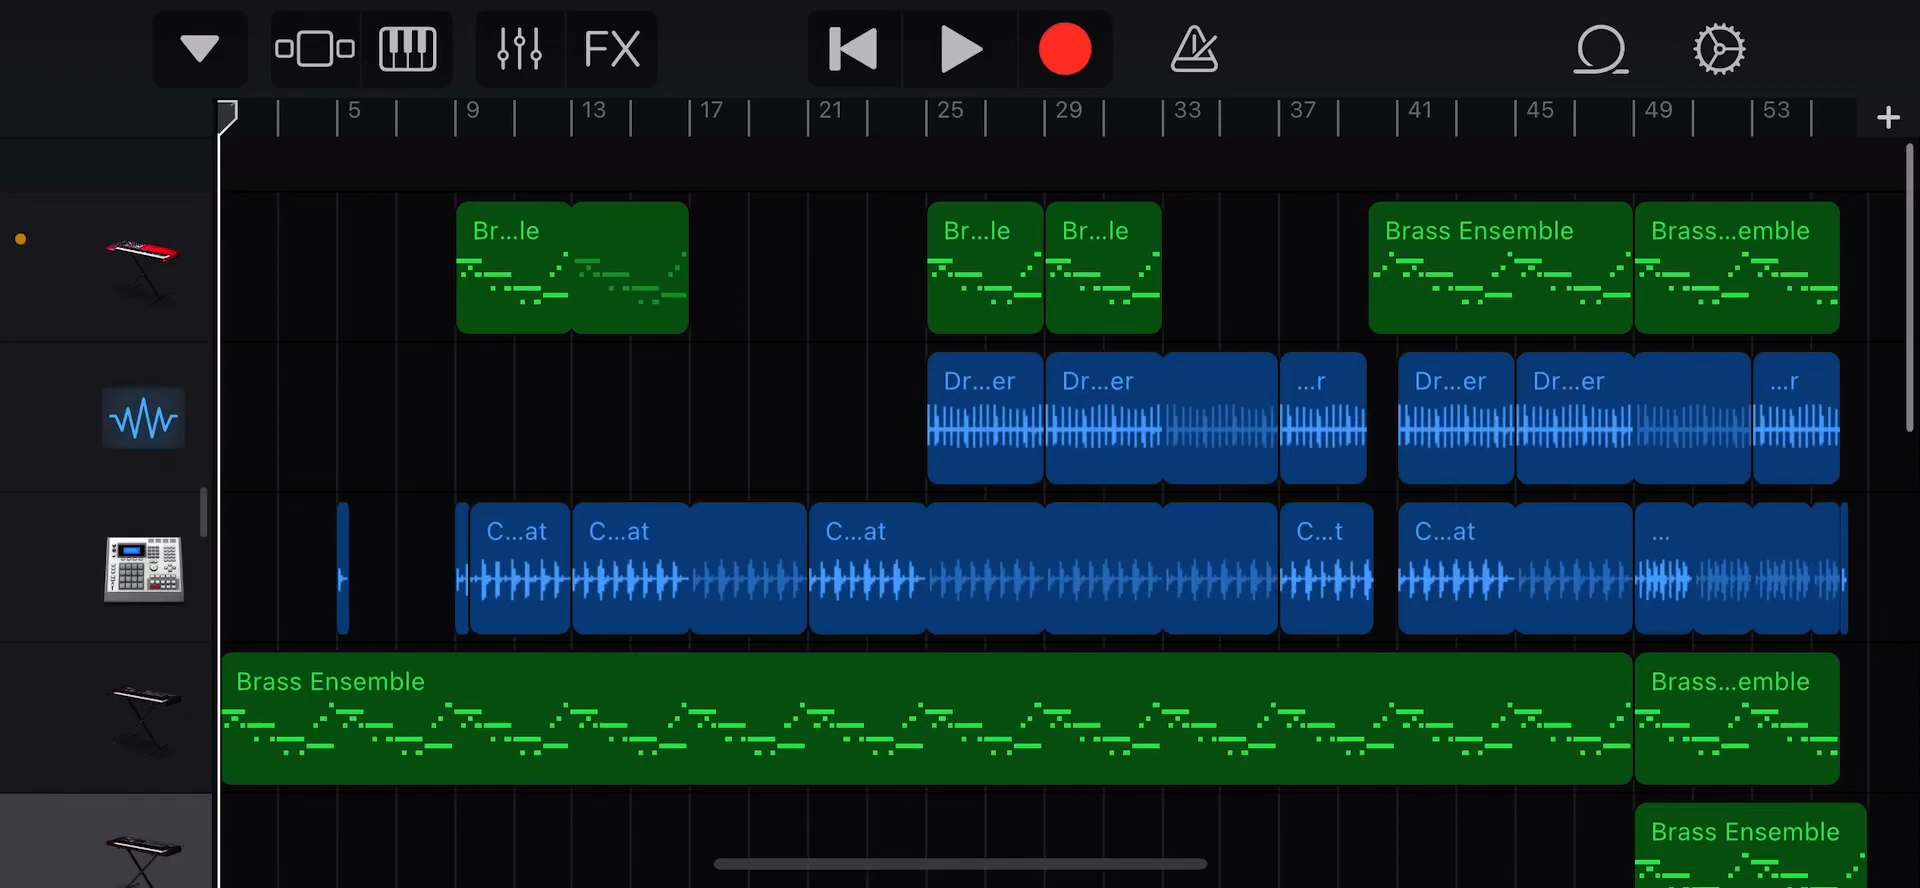 FX
5 9 13 17 21 25 29 33 37 41 45 49 53 +
Br...le Br...le Br...le Brass Ensemble Brass...emble
Dr...er Dr...er ...r Dr...er Dr...er ...r
C...at C...at C...at C...t C...at ...
Brass Ensemble Brass...emble
Brass Ensemble